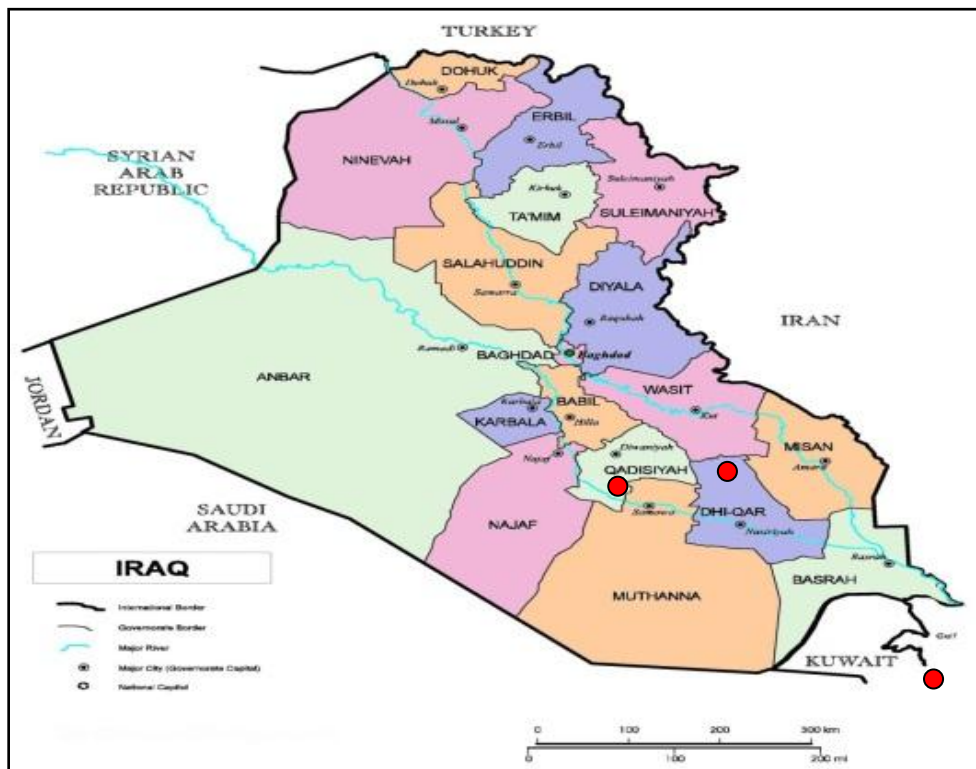 TURKEY
DOHUK
Dohuk
Mosul
ERBIL
Erbil
SYRIAN
ARAB
REPUBLIC
NINEVAH
Kirkuk
Suleimaniyah
TA'MIM
SULEIMANIYAH
SALAHUDDIN
Samarra
DIYALA
Baqubah
IRAN
Ramadi
BAGHDAD
Baghdad
ANBAR
JORDAN
WASIT
Kut
BABIL
Karbala
KARBALA
Hilla
Najaf
Diwaniyah
QADISIYAH
MISAN
Amara
SAUDI
ARABIA
NAJAF
Samawa
DHI-QAR
Nasiriyah
Basrah
BASRAH
MUTHANNA
IRAQ
International Border
Governorate Border
Major River
Major City (Governorate Capital)
National Capital
Gulf
KUWAIT
0 100 200 300 km
0 100 200 mi